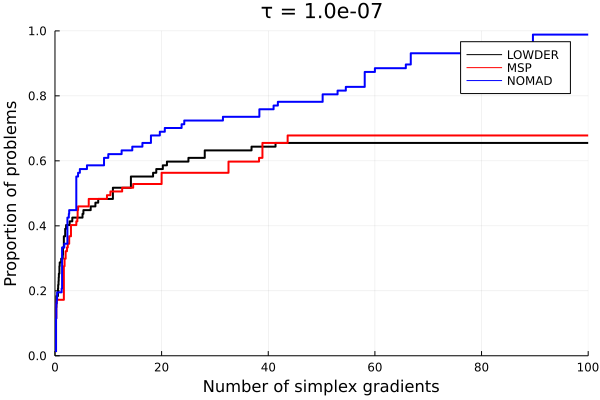 τ = 1.0e-07
Proportion of problems
1.0
0.8
0.6
0.4
0.2
0.0
LOWDER
MSP
NOMAD
0
20
40
60
80
100
Number of simplex gradients